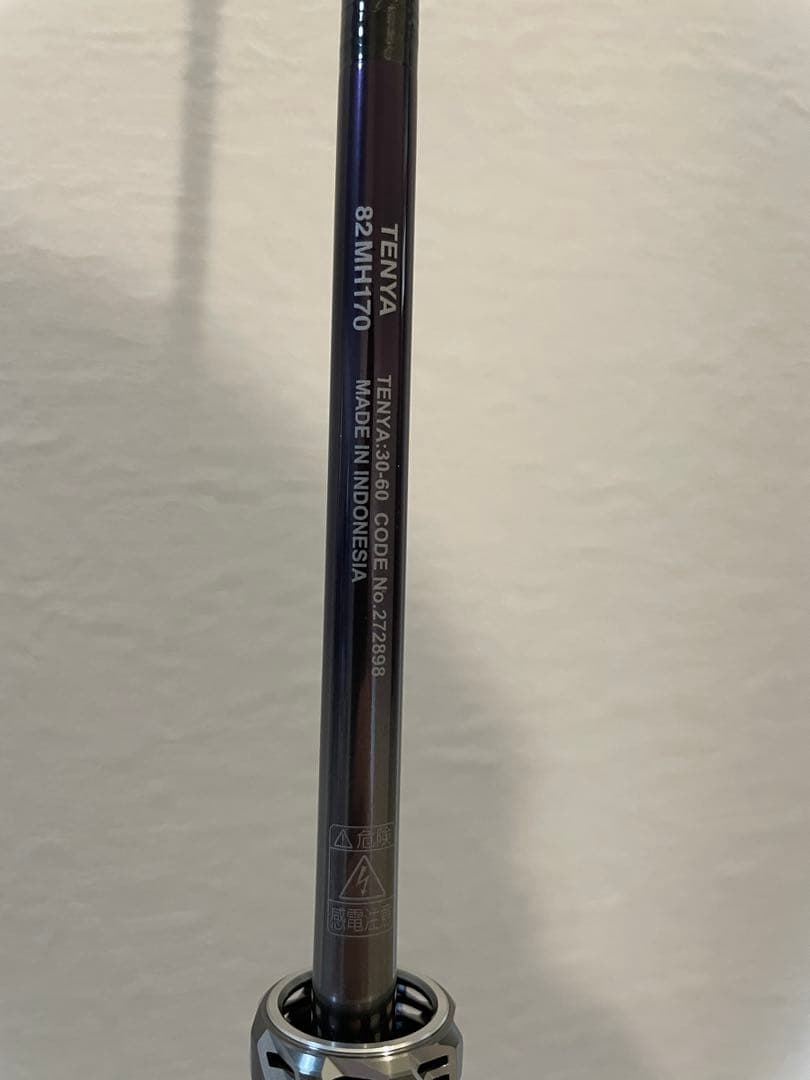 TENYA
82MH170
TENYA:30-60 CODE No.272898
MADE IN INDONESIA
危険
感電注意